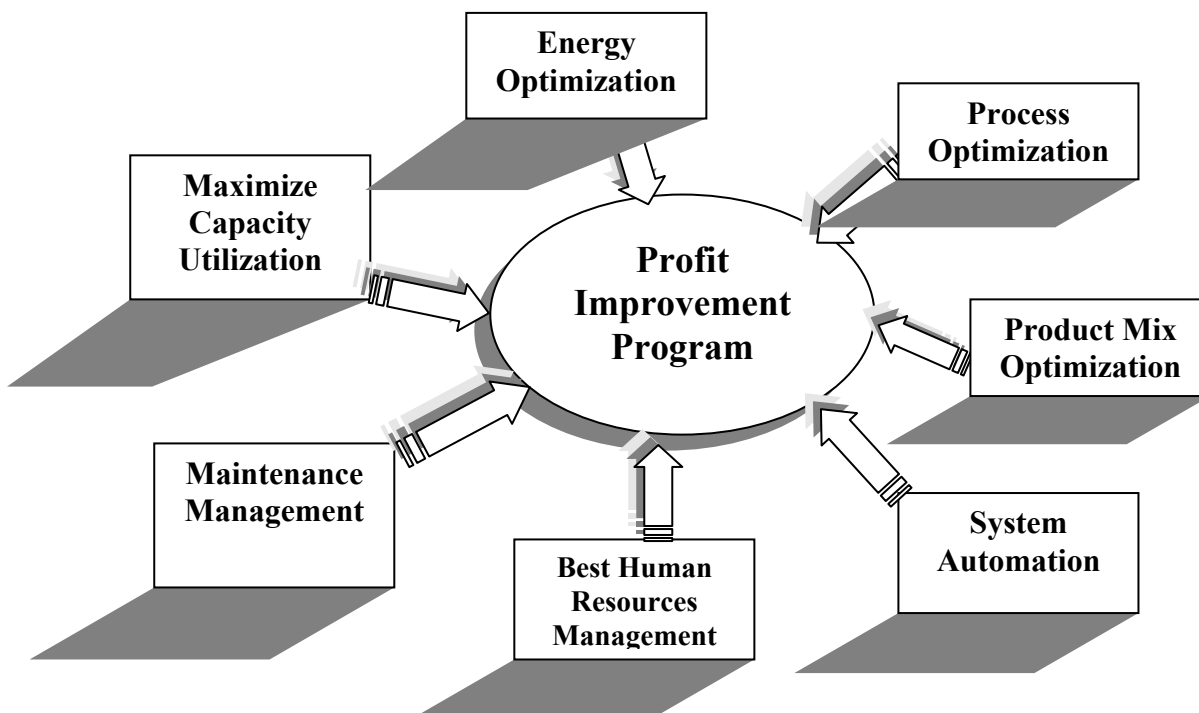 Energy
Optimization
Process
Optimization
Maximize
Capacity
Utilization
Profit
Improvement
Program
Product Mix
Optimization
Maintenance
Management
System
Automation
Best Human
Resources
Management